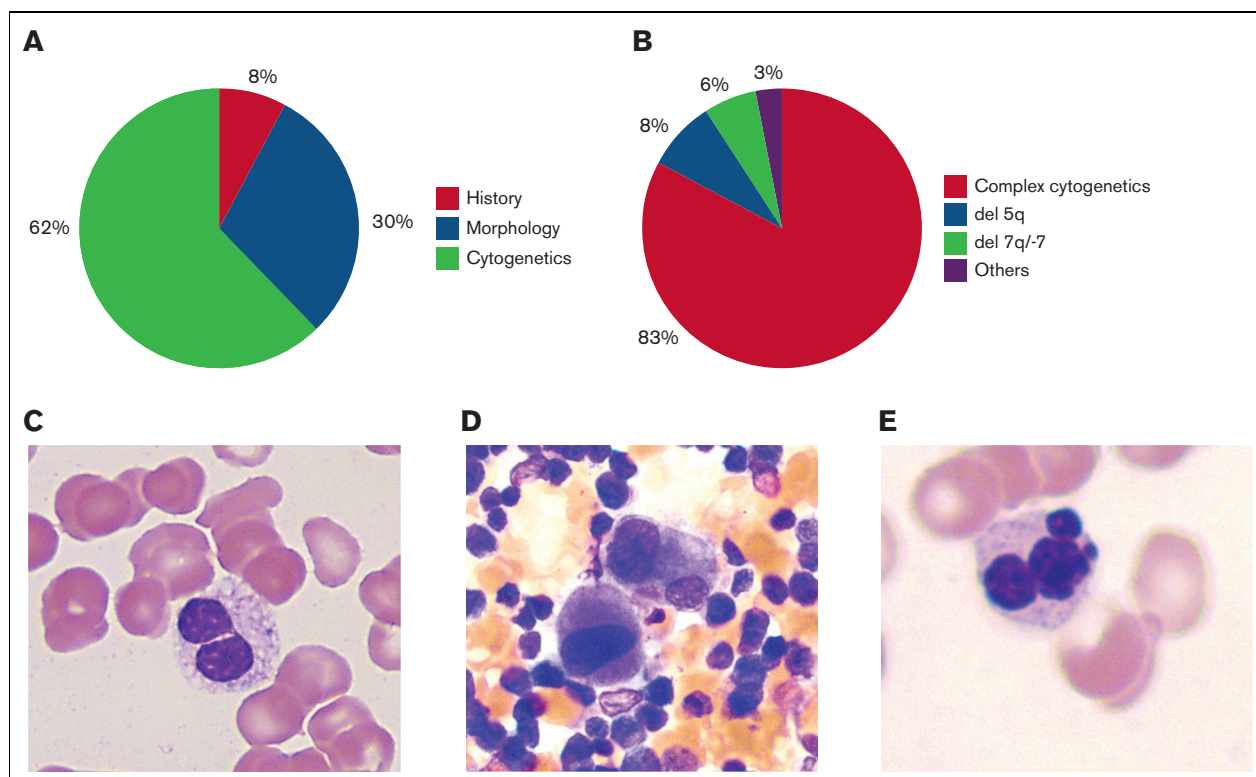 A
B
8%
62%
30%
History
Morphology
Cytogenetics
3%
6%
8%
83%
Complex cytogenetics
del 5q
del 7q/-7
Others
C
D
E